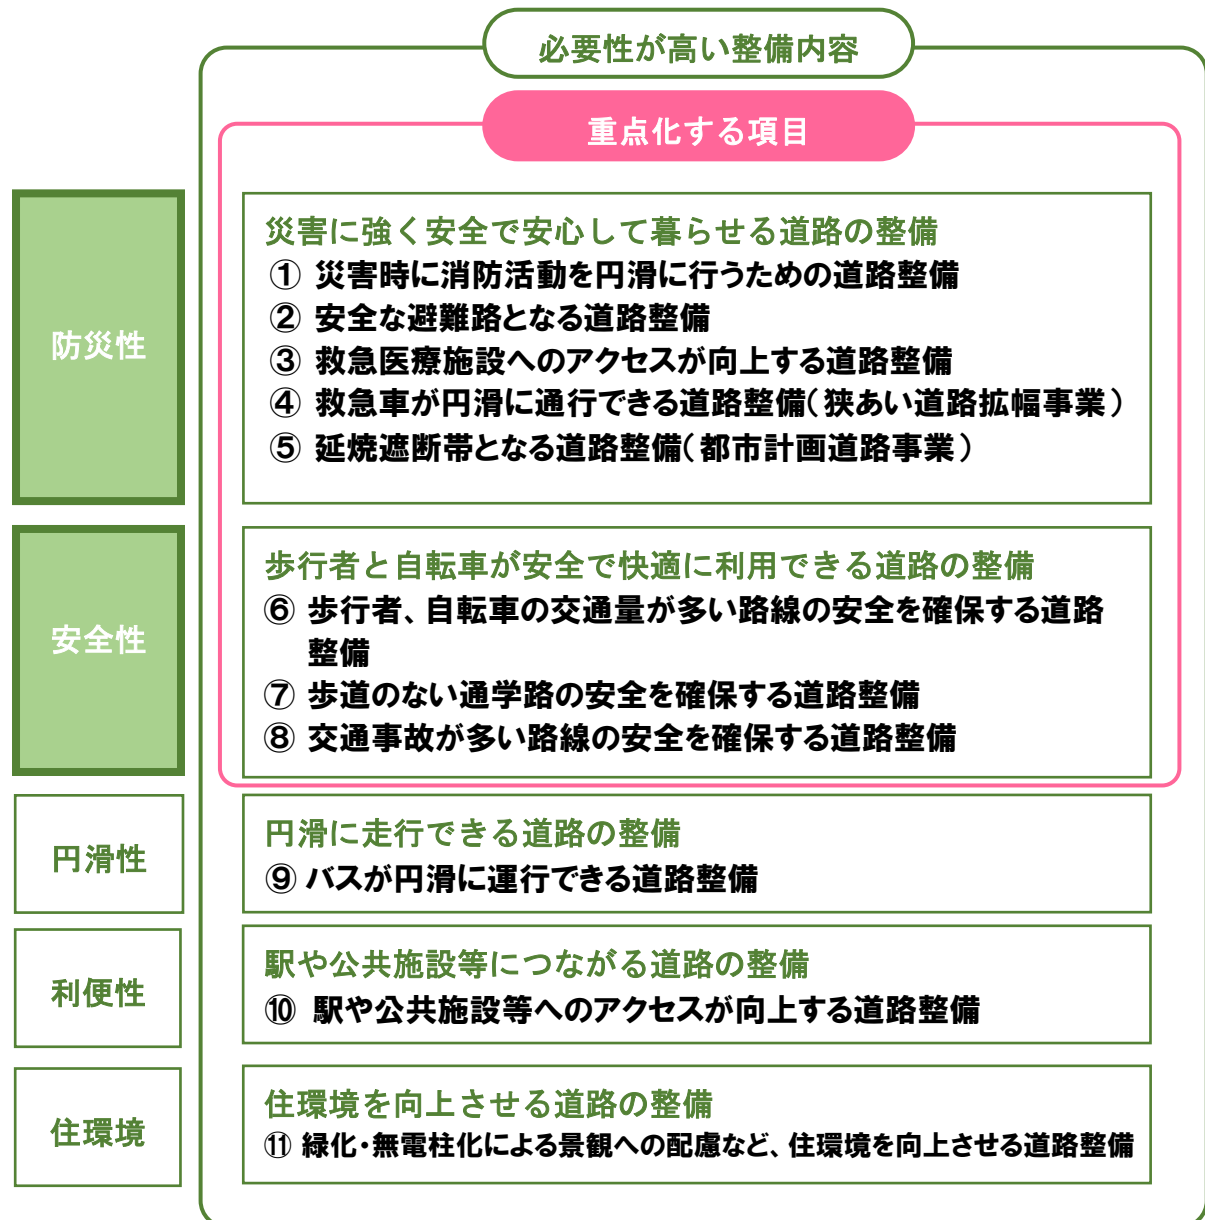 必要性が高い整備内容
重点化する項目
防災性
災害に強く安全で安心して暮らせる道路の整備
① 災害時に消防活動を円滑に行うための道路整備
② 安全な避難路となる道路整備
③ 救急医療施設へのアクセスが向上する道路整備
④ 救急車が円滑に通行できる道路整備(狭あい道路拡幅事業)
⑤ 延焼遮断帯となる道路整備(都市計画道路事業)
安全性
歩行者と自転車が安全で快適に利用できる道路の整備
⑥ 歩行者、自転車の交通量が多い路線の安全を確保する道路
整備
⑦ 歩道のない通学路の安全を確保する道路整備
⑧ 交通事故が多い路線の安全を確保する道路整備
円滑性
円滑に走行できる道路の整備
⑨ バスが円滑に運行できる道路整備
利便性
駅や公共施設等につながる道路の整備
⑩ 駅や公共施設等へのアクセスが向上する道路整備
住環境
住環境を向上させる道路の整備
⑪ 緑化・無電柱化による景観への配慮など、住環境を向上させる道路整備